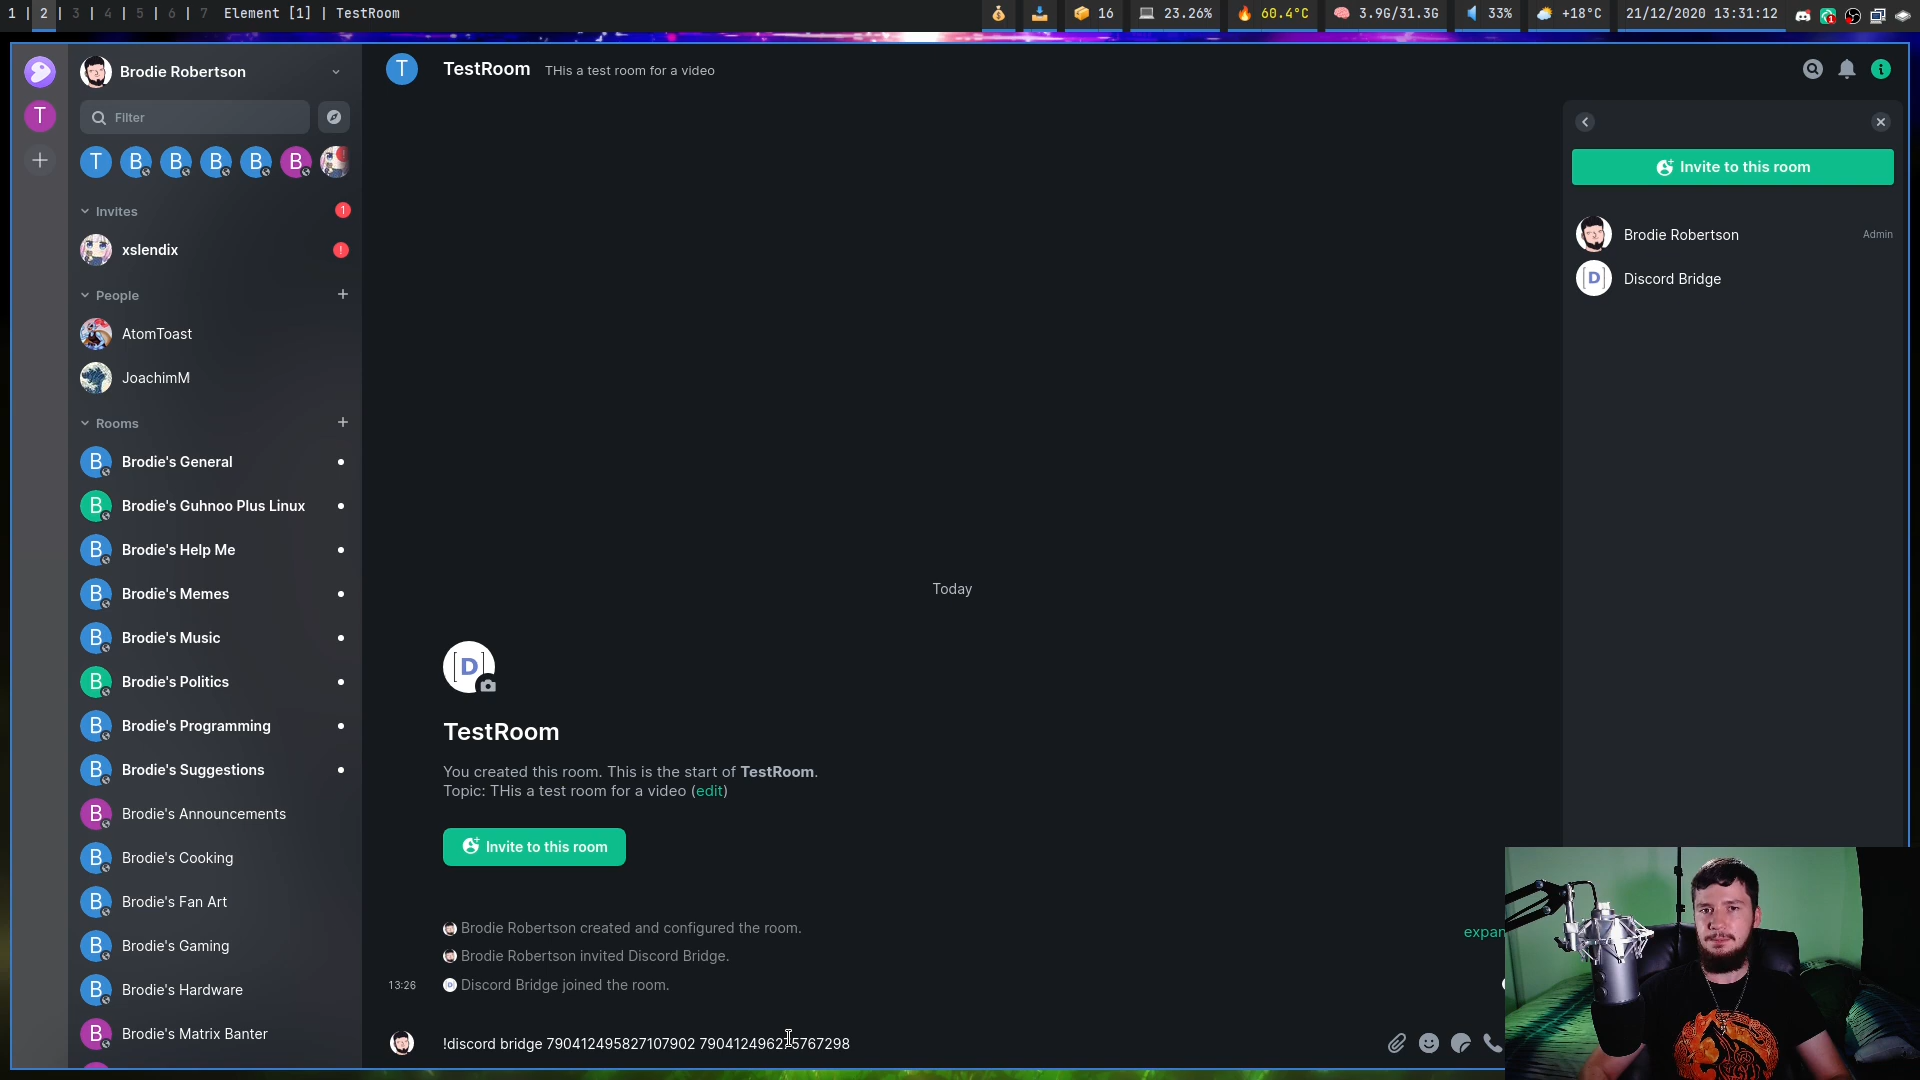 1 | 2 | 3 | 4 | 5 | 6 | 7 Element [1] | TestRoom
16 23.26% 60.4°C 3.9G/31.3G 33% +18°C 21/12/2020 13:31:12
T
Brodie Robertson
Filter
T B B B B B
Invites 1
xslendix !
People +
AtomToast
JoachimM
Rooms +
B Brodie's General
B Brodie's Guhnoo Plus Linux
B Brodie's Help Me
B Brodie's Memes
B Brodie's Music
B Brodie's Politics
B Brodie's Programming
B Brodie's Suggestions
B Brodie's Announcements
B Brodie's Cooking
B Brodie's Fan Art
B Brodie's Gaming
B Brodie's Hardware
B Brodie's Matrix Banter
T TestRoom THis a test room for a video
Today
[D]
TestRoom
You created this room. This is the start of TestRoom.
Topic: THis a test room for a video (edit)
Invite to this room
Brodie Robertson created and configured the room.
expan
Brodie Robertson invited Discord Bridge.
13:26 Discord Bridge joined the room.
!discord bridge 790412495827107902
Invite to this room
Brodie Robertson Admin
[D] Discord Bridge